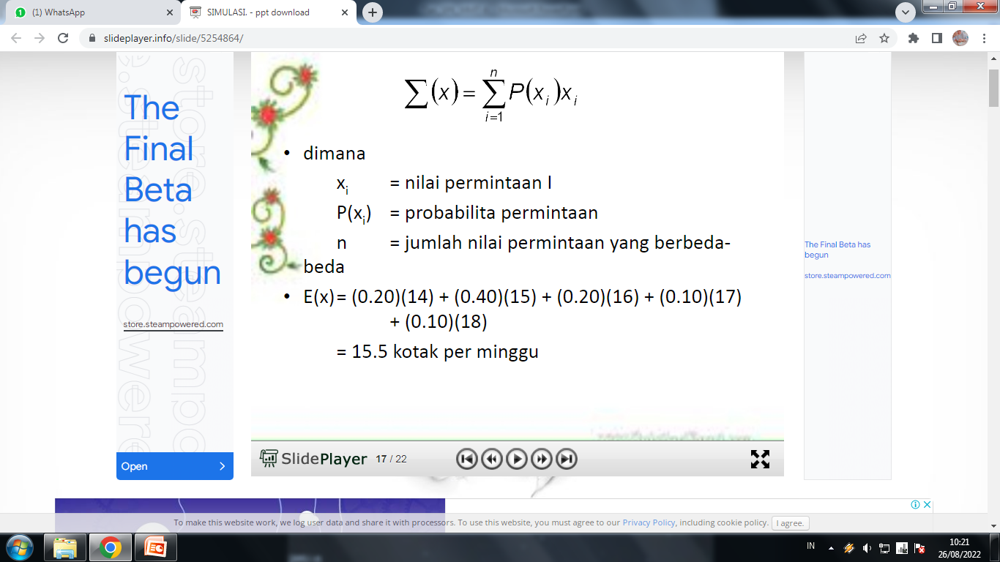 (1) WhatsApp
SIMULASI. - ppt download
slideplayer.info/slide/5254864/
The
Final
Beta
has
begun
store.steampowered.com
Open
∑(x) = ∑ P(x_i)x_i
n
i=1
• dimana
x_i = nilai permintaan I
P(x_i) = probabilita permintaan
n = jumlah nilai permintaan yang berbeda-
beda
• E(x) = (0.20)(14) + (0.40)(15) + (0.20)(16) + (0.10)(17)
+ (0.10)(18)
= 15.5 kotak per minggu
SlidePlayer 17 / 22
The Final Beta has
begun
store.steampowered.com
To make this website work, we log user data and share it with processors. To use this website, you must agree to our Privacy Policy, including cookie policy. I agree.
IN
10:21
26/08/2022